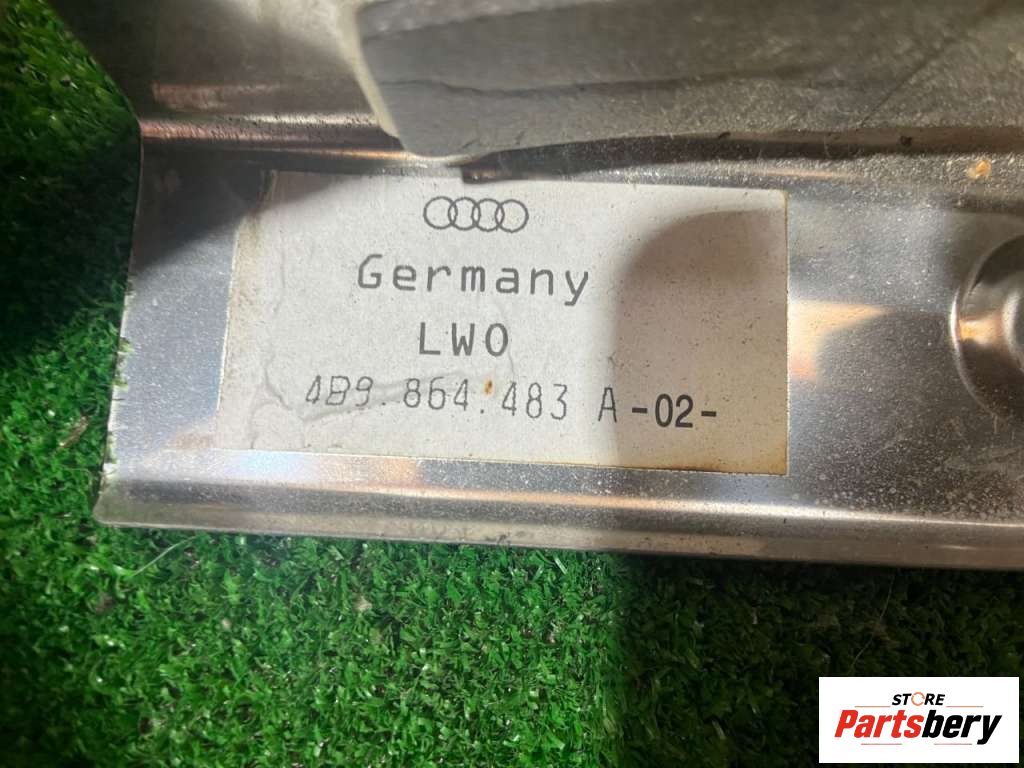 Germany
LWO
4B9.864.483 A -02-
STORE
Partsbery